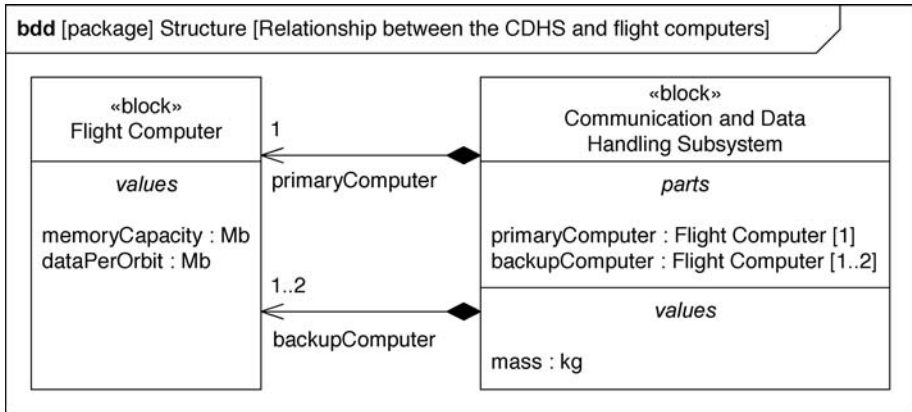 bdd [package] Structure [Relationship between the CDHS and flight computers]
«block»
Flight Computer
values
memoryCapacity : Mb
dataPerOrbit : Mb
1
primaryComputer
1..2
backupComputer
«block»
Communication and Data
Handling Subsystem
parts
primaryComputer : Flight Computer [1]
backupComputer : Flight Computer [1..2]
values
mass : kg